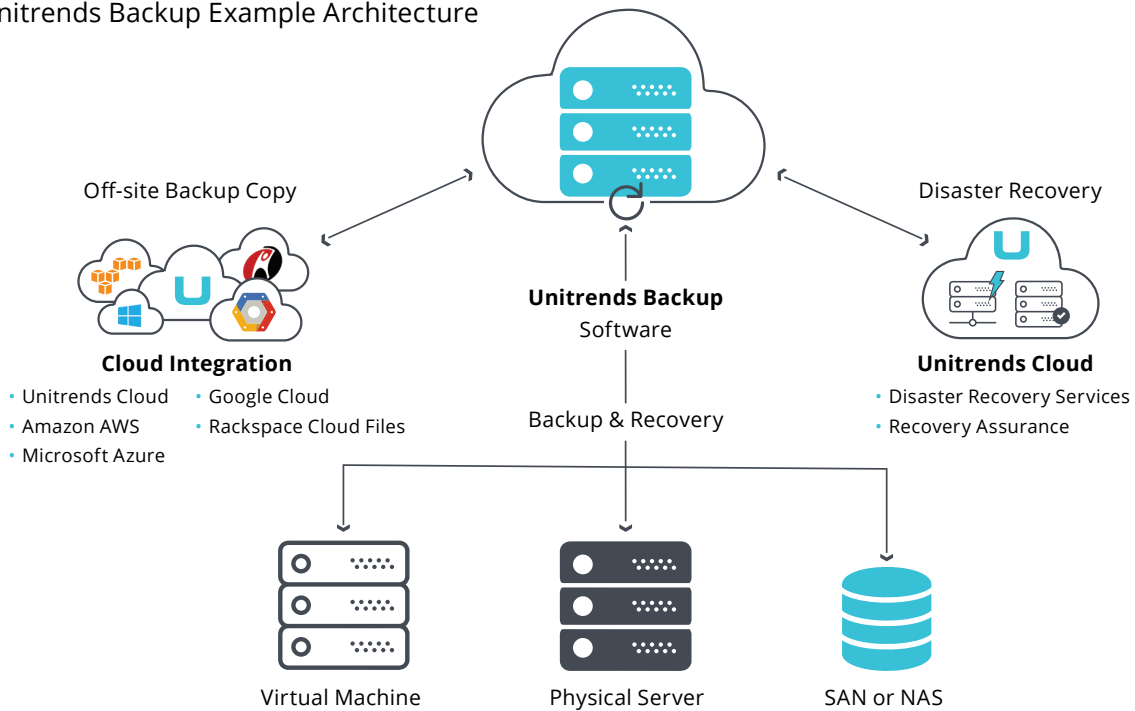 nitrends Backup Example Architecture
Off-site Backup Copy
Disaster Recovery
Unitrends Backup
Software
Cloud Integration
• Unitrends Cloud
• Amazon AWS
• Microsoft Azure
• Google Cloud
• Rackspace Cloud Files
Unitrends Cloud
• Disaster Recovery Services
• Recovery Assurance
Backup & Recovery
Virtual Machine
Physical Server
SAN or NAS